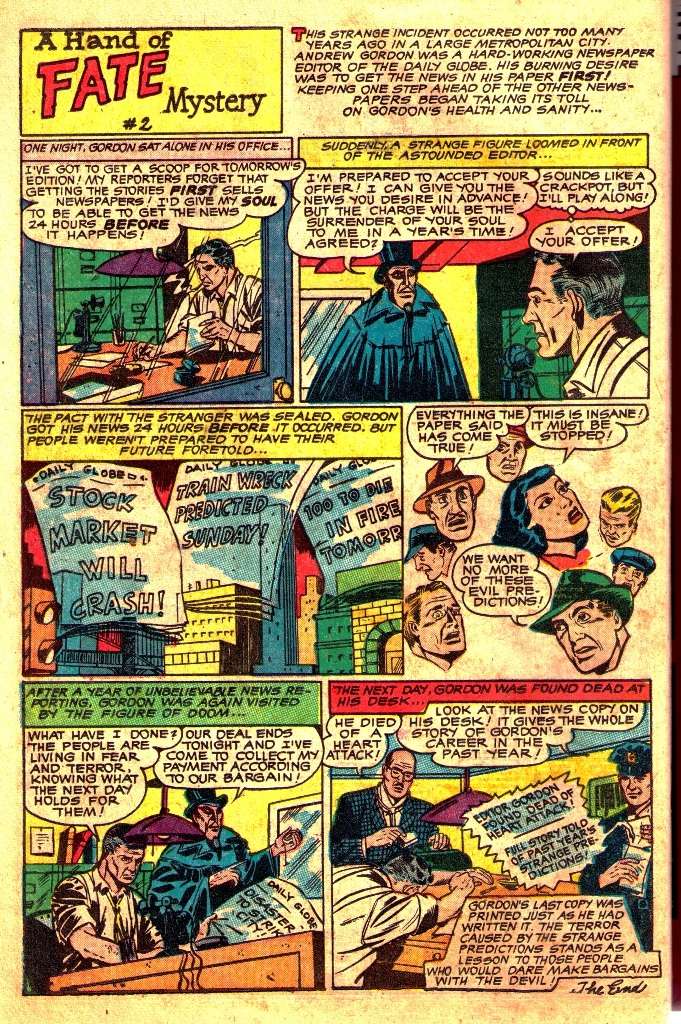 A Hand of
FATE
Mystery
#2
THIS STRANGE INCIDENT OCCURRED NOT TOO MANY
YEARS AGO IN A LARGE METROPOLITAN CITY.
ANDREW GORDON WAS A HARD-WORKING NEWSPAPER
EDITOR OF THE DAILY GLOBE. HIS BURNING DESIRE
WAS TO GET THE NEWS IN HIS PAPER FIRST!
KEEPING ONE STEP AHEAD OF THE OTHER NEWS-
PAPERS BEGAN TAKING ITS TOLL
ON GORDON'S HEALTH AND SANITY...
ONE NIGHT, GORDON SAT ALONE IN HIS OFFICE...
I'VE GOT TO GET A SCOOP FOR TOMORROW'S
EDITION! MY REPORTERS FORGET THAT
GETTING THE STORIES FIRST SELLS
NEWSPAPERS! I'D GIVE MY SOUL
TO BE ABLE TO GET THE NEWS
24 HOURS BEFORE
IT HAPPENS!
SUDDENLY, A STRANGE FIGURE LOOMED IN FRONT
OF THE ASTOUNDED EDITOR...
I'M PREPARED TO ACCEPT YOUR
OFFER! I CAN GIVE YOU THE
NEWS YOU DESIRE IN ADVANCE!
BUT THE CHARGE WILL BE THE
SURRENDER OF YOUR SOUL
TO ME IN A YEAR'S TIME!
AGREED?
SOUNDS LIKE A
CRACKPOT, BUT
I'LL PLAY ALONG!
I ACCEPT
YOUR OFFER!
THE PACT WITH THE STRANGER WAS SEALED. GORDON
GOT HIS NEWS 24 HOURS BEFORE IT OCCURRED. BUT
PEOPLE WEREN'T PREPARED TO HAVE THEIR
FUTURE FORETOLD...
DAILY GLOBE
STOCK
MARKET
WILL
CRASH!
DAILY GLOBE
TRAIN WRECK
PREDICTED
SUNDAY!
DAILY GLO
100 TO DIE
IN FIRE
TOMORR
EVERYTHING THE
PAPER SAID
HAS COME
TRUE!
THIS IS INSANE!
IT MUST BE
STOPPED!
WE WANT
NO MORE
OF THESE
EVIL PRE-
DICTIONS!
AFTER A YEAR OF UNBELIEVABLE NEWS RE-
PORTING, GORDON WAS AGAIN VISITED
BY THE FIGURE OF DOOM...
WHAT HAVE I DONE?
THE PEOPLE ARE
LIVING IN FEAR
AND TERROR,
KNOWING WHAT
THE NEXT DAY
HOLDS FOR
THEM!
OUR DEAL ENDS
TONIGHT AND I'VE
COME TO COLLECT MY
PAYMENT ACCORDING
TO OUR BARGAIN!
DAILY GLOBE
DISASTER
TO STRIKE
CITY
THE NEXT DAY, GORDON WAS FOUND DEAD AT
HIS DESK...
HE DIED
OF A
HEART
ATTACK!
LOOK AT THE NEWS COPY ON
HIS DESK! IT GIVES THE WHOLE
STORY OF GORDON'S
CAREER IN THE
PAST YEAR!
EDITOR GORDON
FOUND DEAD OF
HEART ATTACK!
FULL STORY TOLD
OF PAST YEAR'S
STRANGE PRE-
DICTIONS!
GORDON'S LAST COPY WAS
PRINTED JUST AS HE HAD
WRITTEN IT. THE TERROR
CAUSED BY THE STRANGE
PREDICTIONS STANDS AS A
LESSON TO THOSE PEOPLE
WHO WOULD DARE MAKE BARGAINS
WITH THE DEVIL!
The End